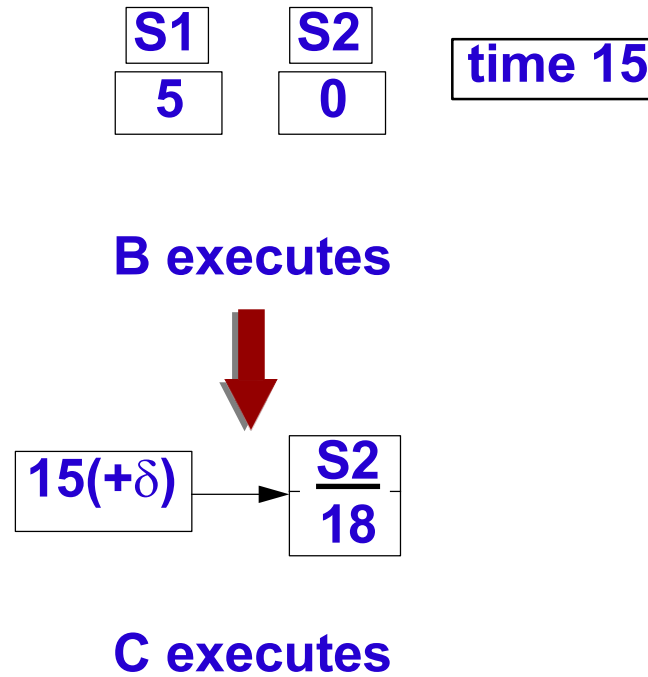 S1 S2
time 15
5 0
B executes
15(+δ)
S2
18
C executes